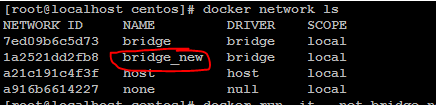 [root@localhost centos]# docker network ls
NETWORK ID NAME DRIVER SCOPE
7ed09b6c5d73 bridge bridge local
1a2521dd2fb8 bridge_new bridge local
a21c191c4f3f host host local
a916b6614227 none null local
[root@localhost centos]# docker run -it --net bridge_n